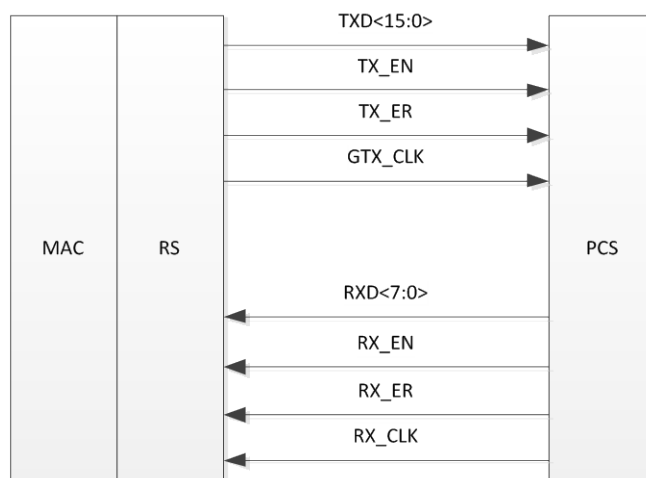 TXD<15:0>
TX_EN
TX_ER
GTX_CLK
MAC RS PCS
RXD<7:0>
RX_EN
RX_ER
RX_CLK